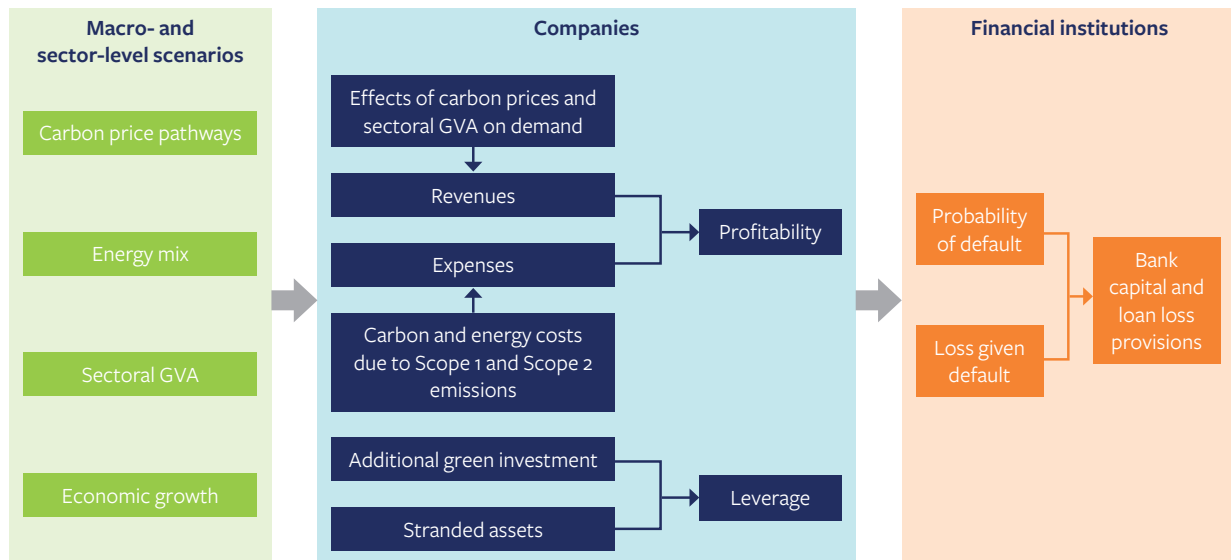 Macro- and
sector-level scenarios
Carbon price pathways
Energy mix
Sectoral GVA
Economic growth
Companies
Effects of carbon prices and
sectoral GVA on demand
Revenues
Expenses
Profitability
Carbon and energy costs
due to Scope 1 and Scope 2
emissions
Additional green investment
Stranded assets
Leverage
Financial institutions
Probability
of default
Loss given
default
Bank
capital and
loan loss
provisions